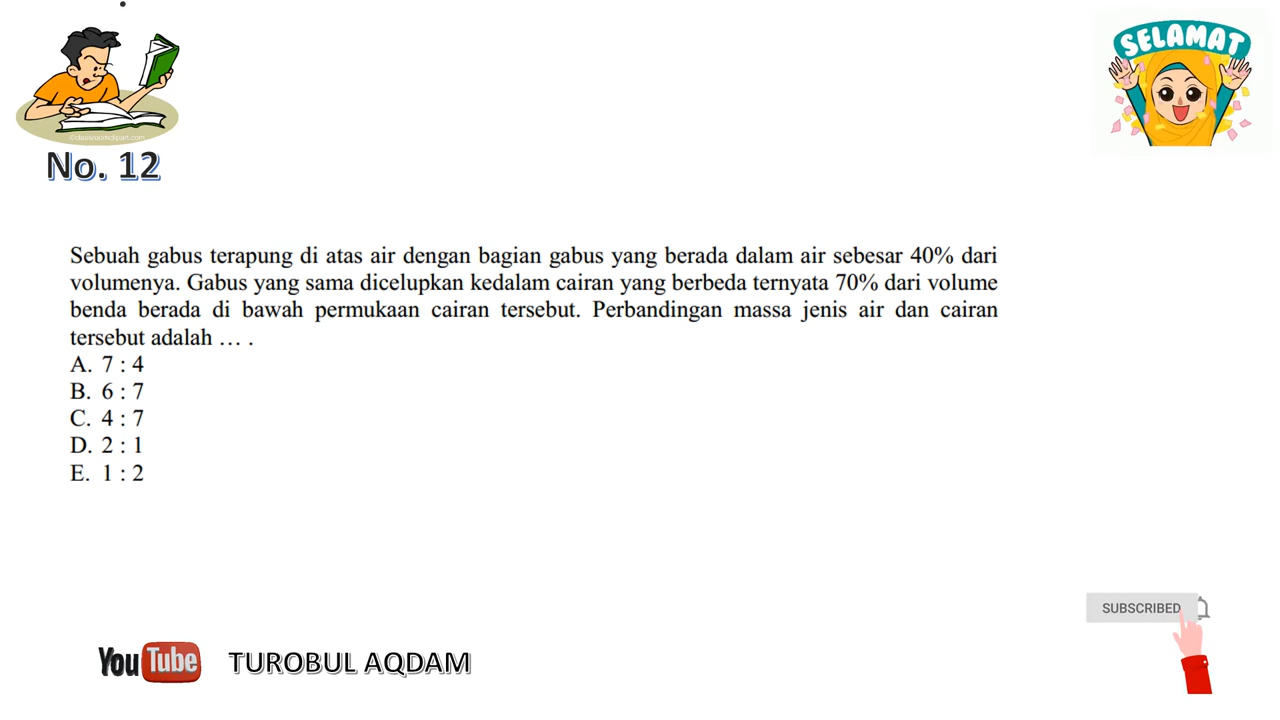 SELAMAT
No. 12
Sebuah gabus terapung di atas air dengan bagian gabus yang berada dalam air sebesar 40% dari
volumenya. Gabus yang sama dicelupkan kedalam cairan yang berbeda ternyata 70% dari volume
benda berada di bawah permukaan cairan tersebut. Perbandingan massa jenis air dan cairan
tersebut adalah … .
A. 7 : 4
B. 6 : 7
C. 4 : 7
D. 2 : 1
E. 1 : 2
SUBSCRIBED
YouTube TUROBUL AQDAM